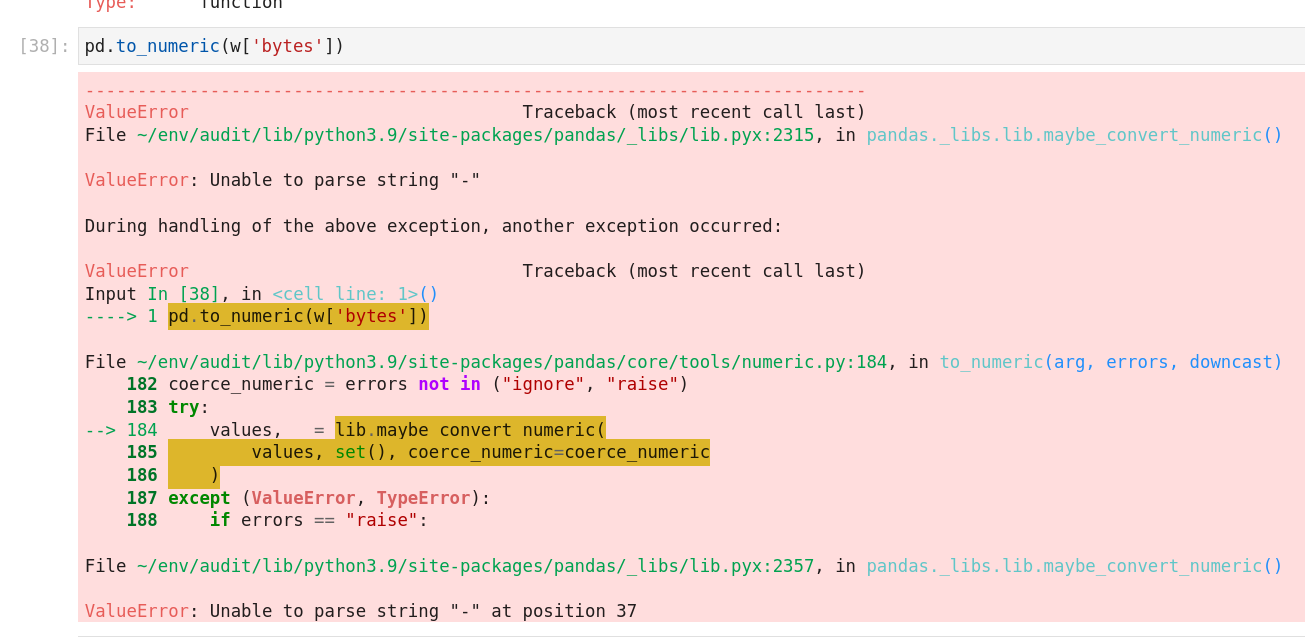 Type:      function
[38]: pd.to_numeric(w['bytes'])
---------------------------------------------------------------------------
ValueError                                Traceback (most recent call last)
File ~/env/audit/lib/python3.9/site-packages/pandas/_libs/lib.pyx:2315, in pandas._libs.lib.maybe_convert_numeric()
ValueError: Unable to parse string "-"
During handling of the above exception, another exception occurred:
ValueError                                Traceback (most recent call last)
Input In [38], in <cell line: 1>()
----> 1 pd.to_numeric(w['bytes'])
File ~/env/audit/lib/python3.9/site-packages/pandas/core/tools/numeric.py:184, in to_numeric(arg, errors, downcast)
    182 coerce_numeric = errors not in ("ignore", "raise")
    183 try:
--> 184     values,   = lib.maybe_convert_numeric(
    185         values, set(), coerce_numeric=coerce_numeric
    186     )
    187 except (ValueError, TypeError):
    188     if errors == "raise":
File ~/env/audit/lib/python3.9/site-packages/pandas/_libs/lib.pyx:2357, in pandas._libs.lib.maybe_convert_numeric()
ValueError: Unable to parse string "-" at position 37